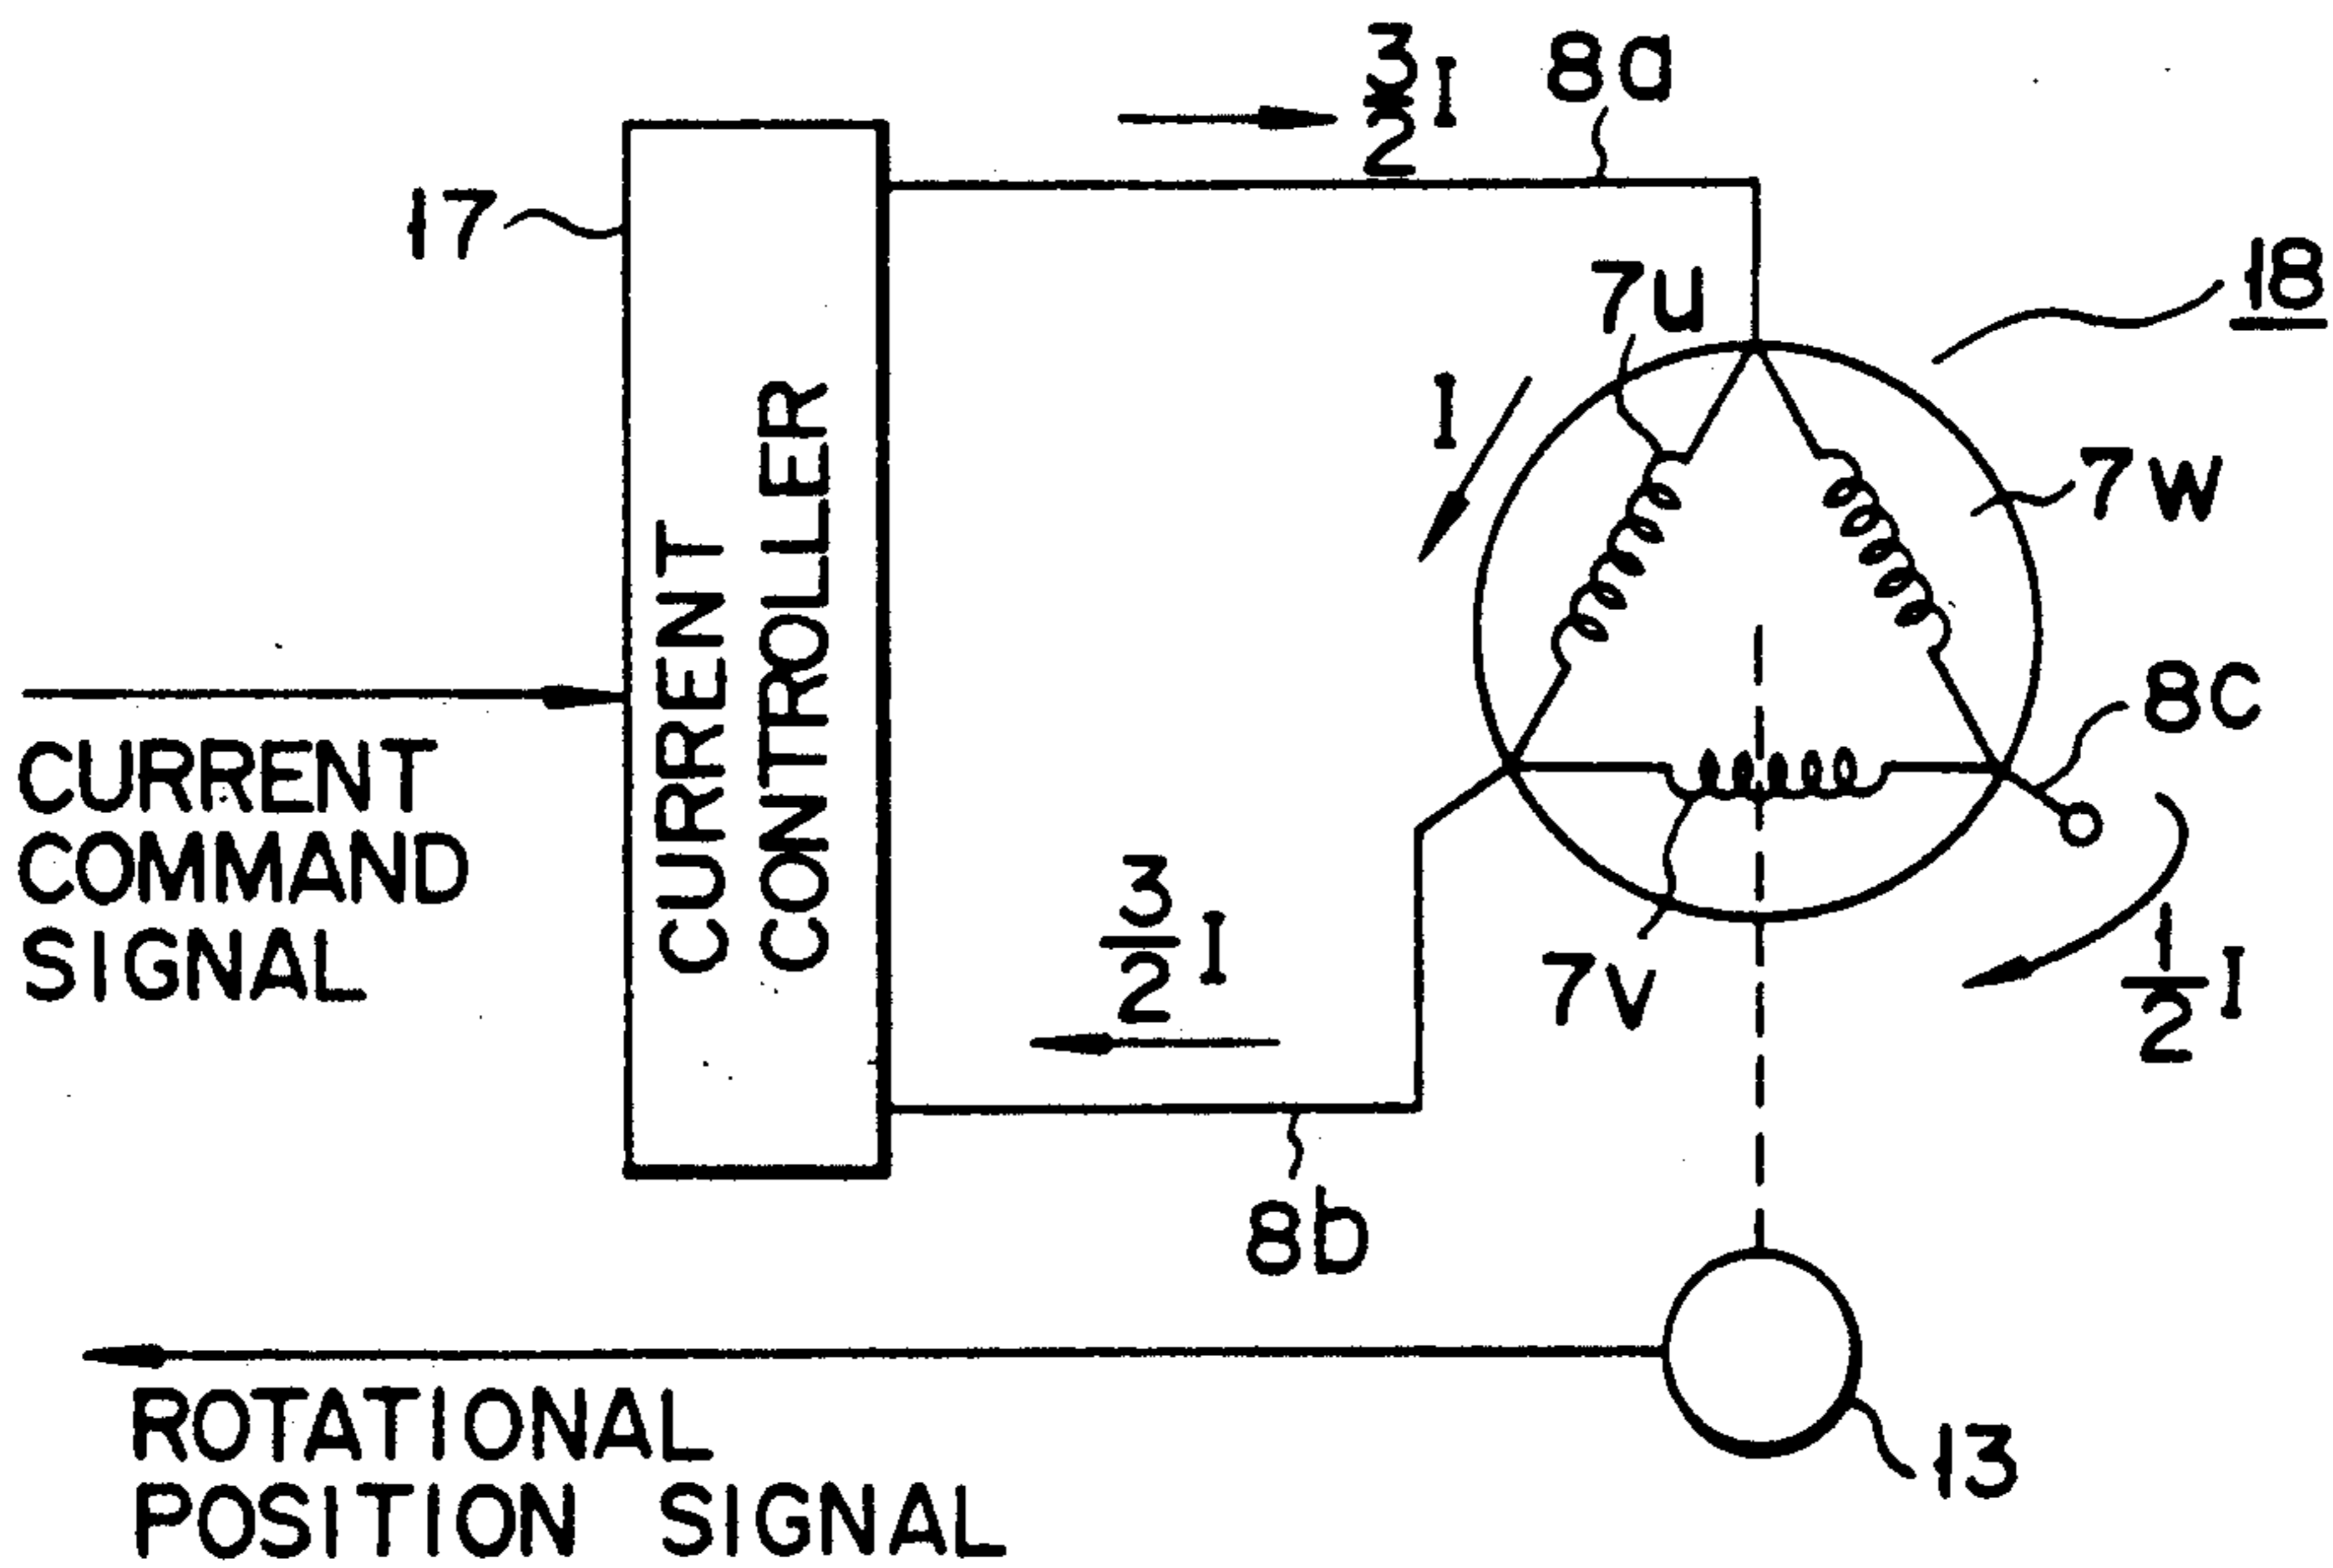 3/2 I
8a
17
7U
18
I
7W
CURRENT
CONTROLLER
8C
CURRENT
COMMAND
SIGNAL
3/2 I
7V
1/2 I
8b
ROTATIONAL
POSITION SIGNAL
13